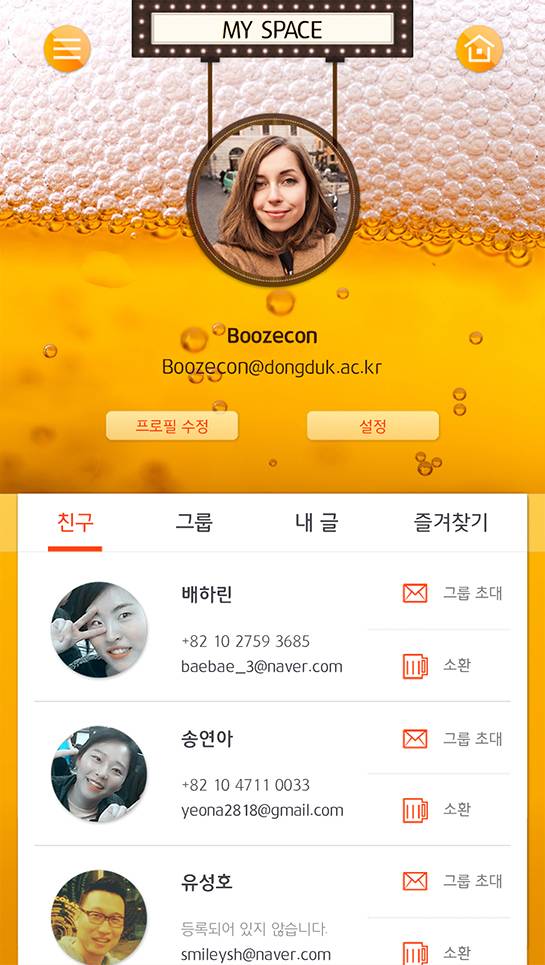 MY SPACE
Boozecon
Boozecon@dongduk.ac.kr
프로필 수정
설정
친구
그룹
내 글
즐겨찾기
배하린
+82 10 2759 3685
baebae_3@naver.com
그룹 초대
소환
송연아
+82 10 4711 0033
yeona2818@gmail.com
그룹 초대
소환
유성호
등록되어 있지 않습니다.
smileysh@naver.com
그룹 초대
소환